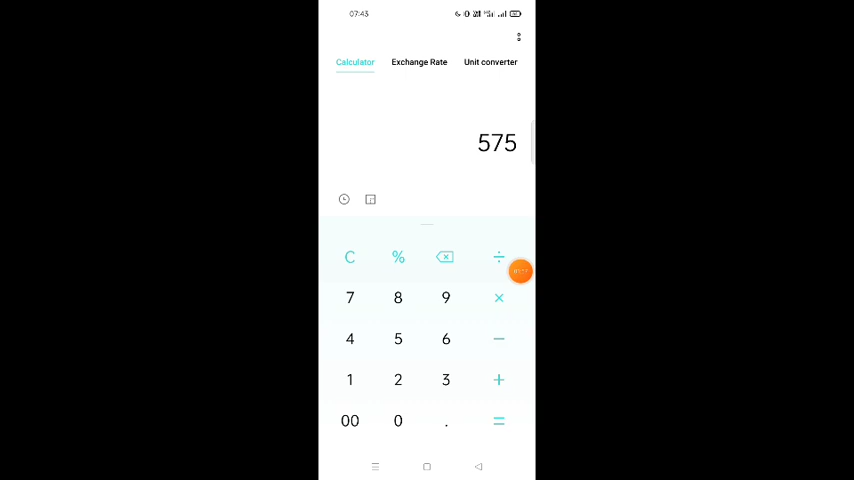 07:43
Calculator Exchange Rate Unit converter
575
C % ÷
7 8 9 ×
4 5 6 −
1 2 3 +
00 0 . =